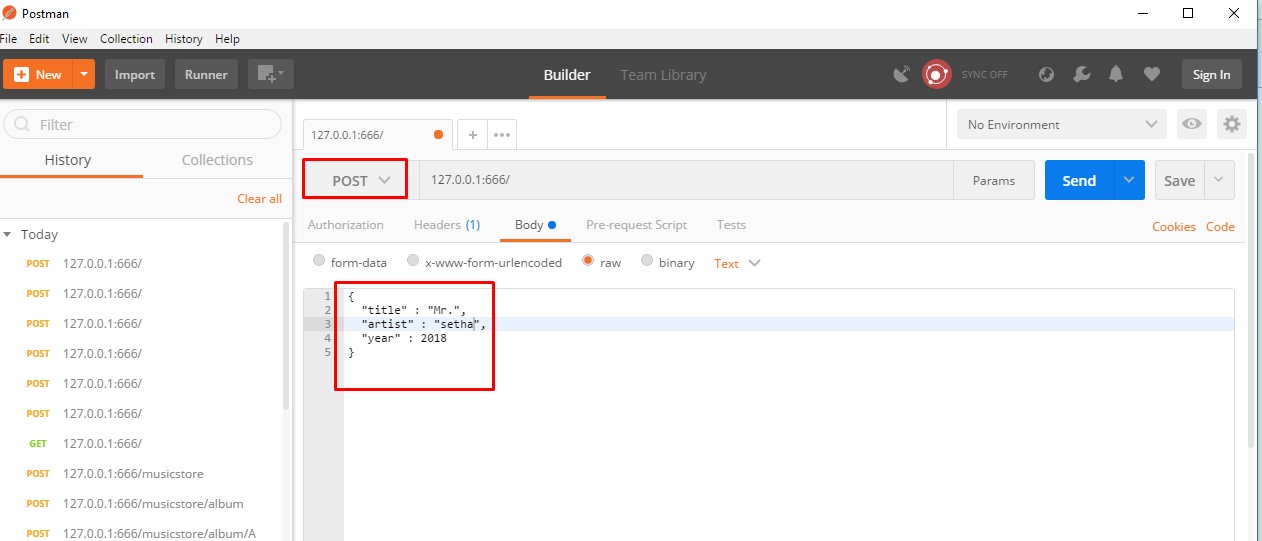 Postman
File Edit View Collection History Help
New Import Runner Builder Team Library SYNC OFF Sign In
Filter
History Collections
Clear all
Today
POST 127.0.0.1:666/
POST 127.0.0.1:666/
POST 127.0.0.1:666/
POST 127.0.0.1:666/
POST 127.0.0.1:666/
POST 127.0.0.1:666/
GET 127.0.0.1:666/
POST 127.0.0.1:666/musicstore
POST 127.0.0.1:666/musicstore/album
POST 127.0.0.1:666/musicstore/album/A
127.0.0.1:666/ + ••• No Environment
POST 127.0.0.1:666/ Params Send Save
Authorization Headers (1) Body Pre-request Script Tests Cookies Code
form-data x-www-form-urlencoded raw binary Text
1 {
2 "title" : "Mr.",
3 "artist" : "setha",
4 "year" : 2018
5 }